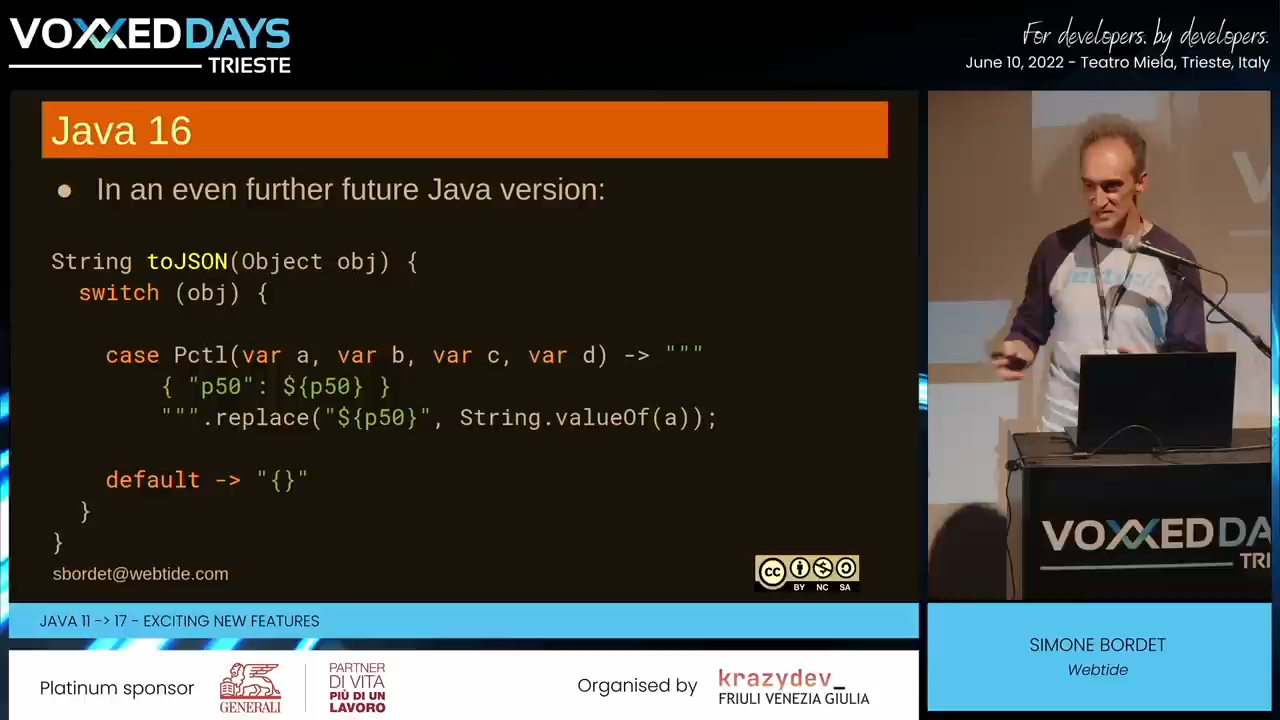 VOXXEDDAYS
TRIESTE
For developers. by developers.
June 10, 2022 - Teatro Miela, Trieste, Italy
Java 16
● In an even further future Java version:
String toJSON(Object obj) {
switch (obj) {
case Pctl(var a, var b, var c, var d) -> """
{ "p50": ${p50} }
""".replace("${p50}", String.valueOf(a));
default -> "{}"
}
}
sbordet@webtide.com
CC BY NC SA
JAVA 11 -> 17 - EXCITING NEW FEATURES
VOXXEDDA
TRI
SIMONE BORDET
Webtide
Platinum sponsor
GENERALI
PARTNER
DI VITA
PIÙ DI UN
LAVORO
Organised by
krazydev_
FRIULI VENEZIA GIULIA